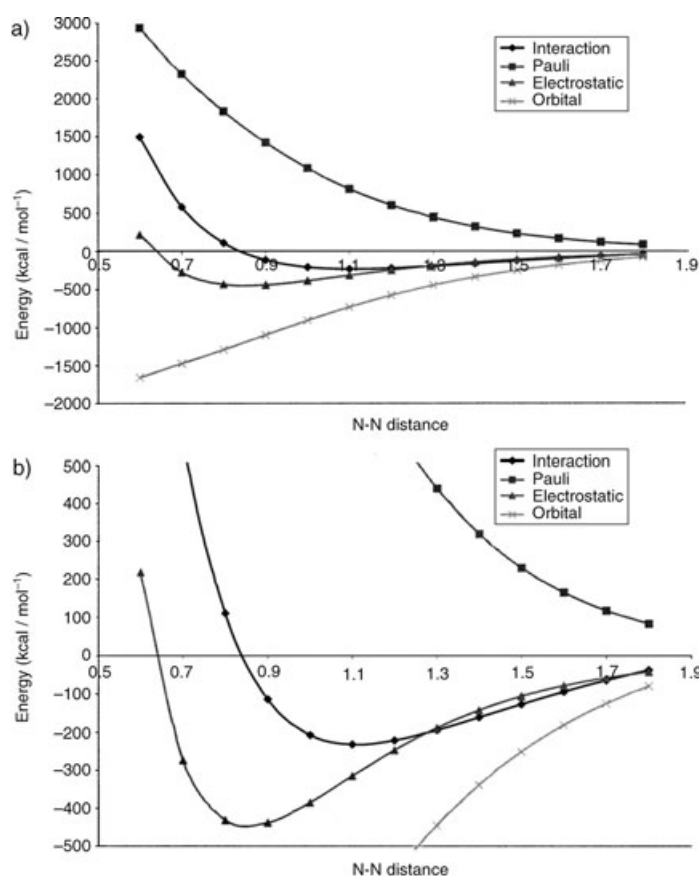 a)
3000
2500
2000
1500
1000
500
0
−500
−1000
−1500
−2000
0.5 0.7 0.9 1.1 1.3 1.5 1.7 1.9
Energy (kcal / mol⁻¹)
N-N distance
Interaction
Pauli
Electrostatic
Orbital
b)
500
400
300
200
100
0
−100
−200
−300
−400
−500
0.5 0.7 0.9 1.1 1.3 1.5 1.7 1.9
Energy (kcal / mol⁻¹)
N-N distance
Interaction
Pauli
Electrostatic
Orbital